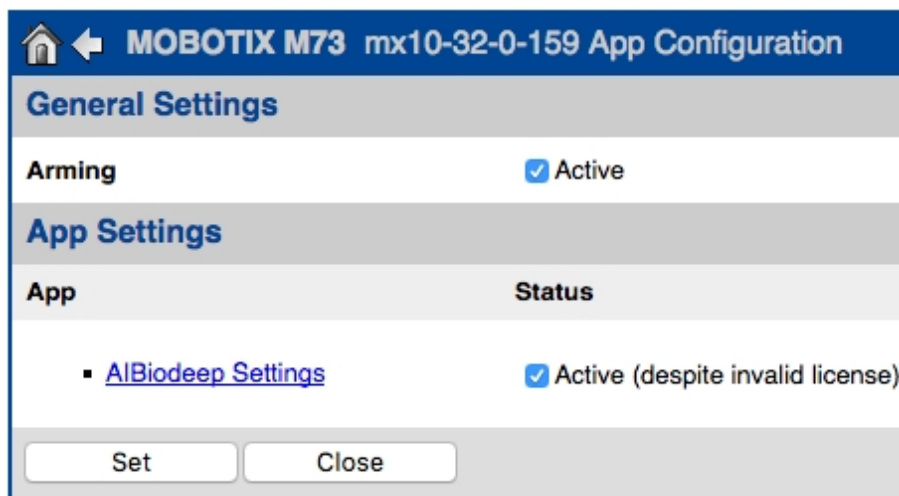 MOBOTIX M73 mx10-32-0-159 App Configuration
General Settings
Arming Active
App Settings
App Status
AIBiodeep Settings Active (despite invalid license)
Set Close